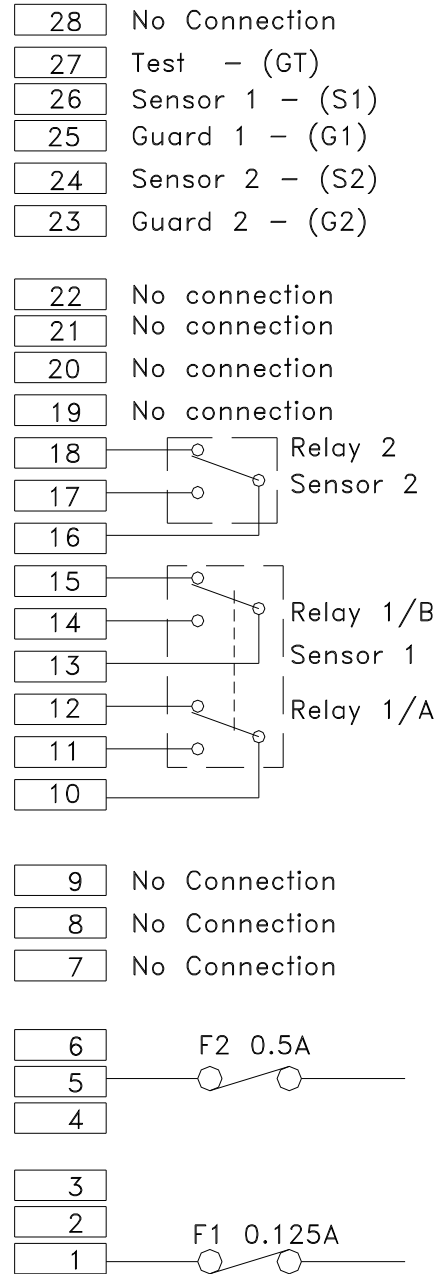 28 No Connection
27 Test – (GT)
26 Sensor 1 – (S1)
25 Guard 1 – (G1)
24 Sensor 2 – (S2)
23 Guard 2 – (G2)
22 No connection
21 No connection
20 No connection
19 No connection
18 Relay 2
17 Sensor 2
16
15
14 Relay 1/B
13 Sensor 1
12 Relay 1/A
11
10
9 No Connection
8 No Connection
7 No Connection
6 F2 0.5A
5
4
3
2
1 F1 0.125A